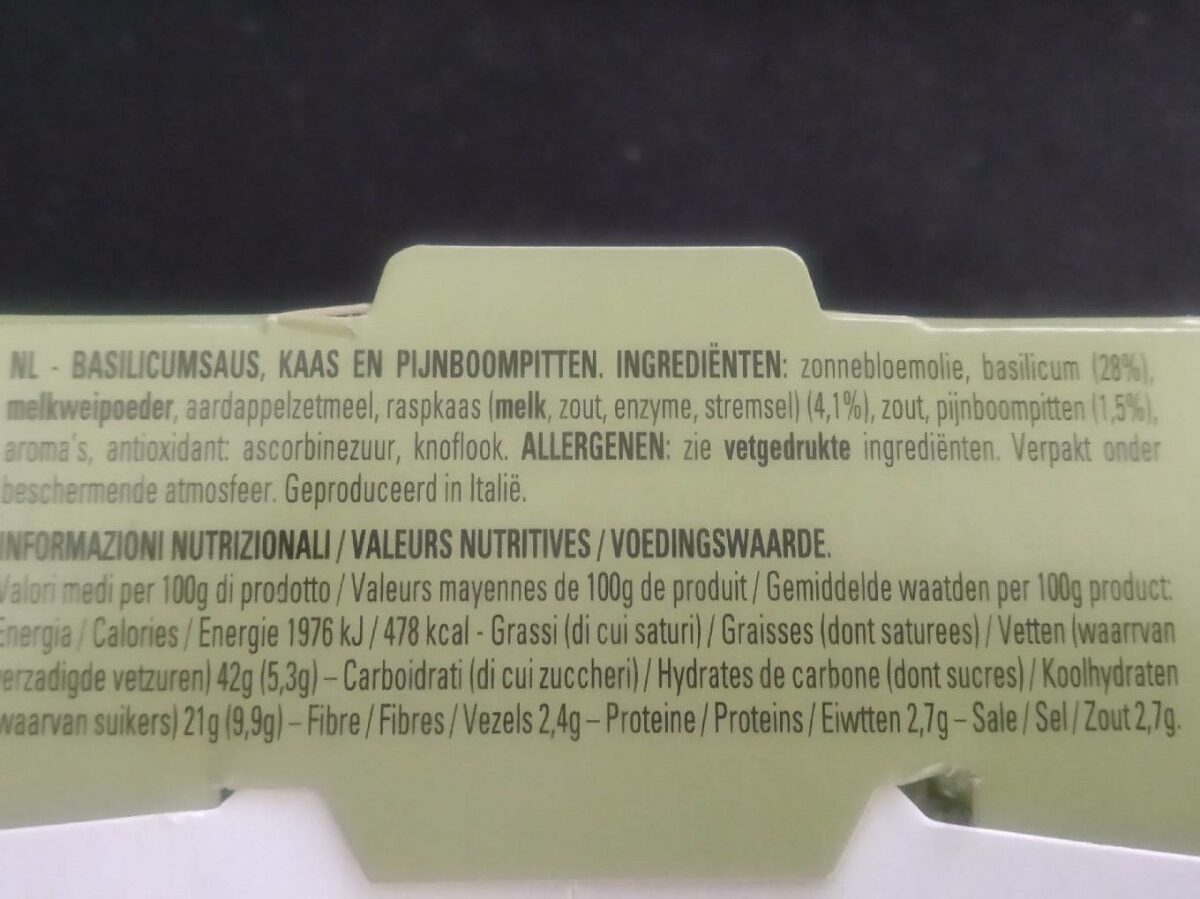 NL - BASILICUMSAUS, KAAS EN PIJNBOOMPITTEN. INGREDIËNTEN: zonnebloemolie, basilicum (28%),
melkweipoeder, aardappelzetmeel, raspkaas (melk, zout, enzyme, stremsel) (4,1%), zout, pijnboompitten (1,5%),
aroma's, antioxidant: ascorbinezuur, knoflook. ALLERGENEN: zie vetgedrukte ingrediënten. Verpakt onder
beschermende atmosfeer. Geproduceerd in Italië.
INFORMAZIONI NUTRIZIONALI / VALEURS NUTRITIVES / VOEDINGSWAARDE.
Valori medi per 100g di prodotto / Valeurs mayennes de 100g de produit / Gemiddelde waatden per 100g product:
Energia / Calories / Energie 1976 kJ / 478 kcal - Grassi (di cui saturi) / Graisses (dont saturees) / Vetten (waarrvan
verzadigde vetzuren) 42g (5,3g) – Carboidrati (di cui zuccheri) / Hydrates de carbone (dont sucres) / Koolhydraten
waarvan suikers) 21g (9,9g) – Fibre / Fibres / Vezels 2,4g – Proteine / Proteins / Eiwtten 2,7g – Sale / Sel / Zout 2,7g.